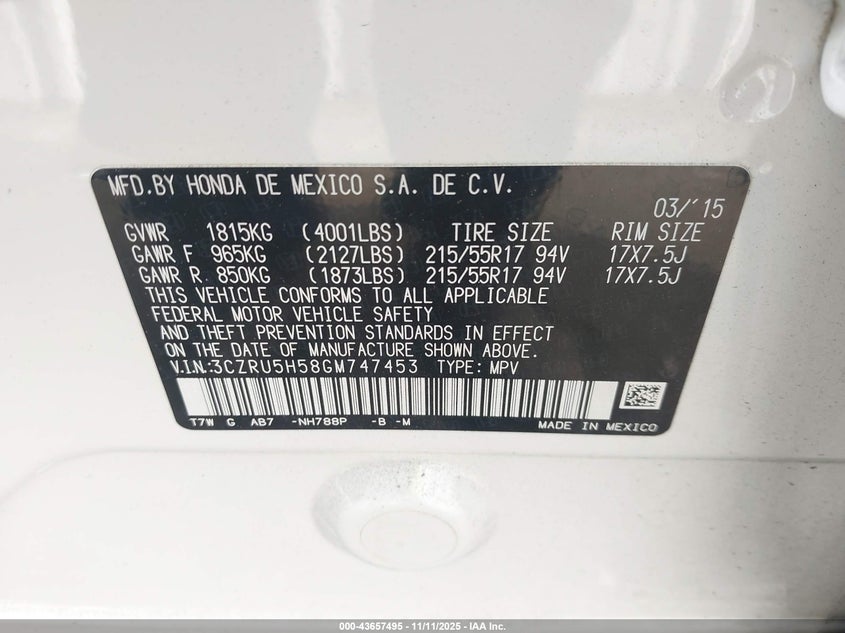 MFD.BY HONDA DE MEXICO S.A. DE C.V.
03/'15
GVWR 1815KG (4001LBS) TIRE SIZE RIM SIZE
GAWR F 965KG (2127LBS) 215/55R17 94V 17X7.5J
GAWR R 850KG (1873LBS) 215/55R17 94V 17X7.5J
THIS VEHICLE CONFORMS TO ALL APPLICABLE
FEDERAL MOTOR VEHICLE SAFETY
AND THEFT PREVENTION STANDARDS IN EFFECT
ON THE DATE OF MANUFACTURE SHOWN ABOVE.
V.I.N.:3CZRU5H58GM747453 TYPE: MPV
T7W G AB7 -NH788P -B -M MADE IN MEXICO
000-43657495 - 11/11/2025 - IAA Inc.